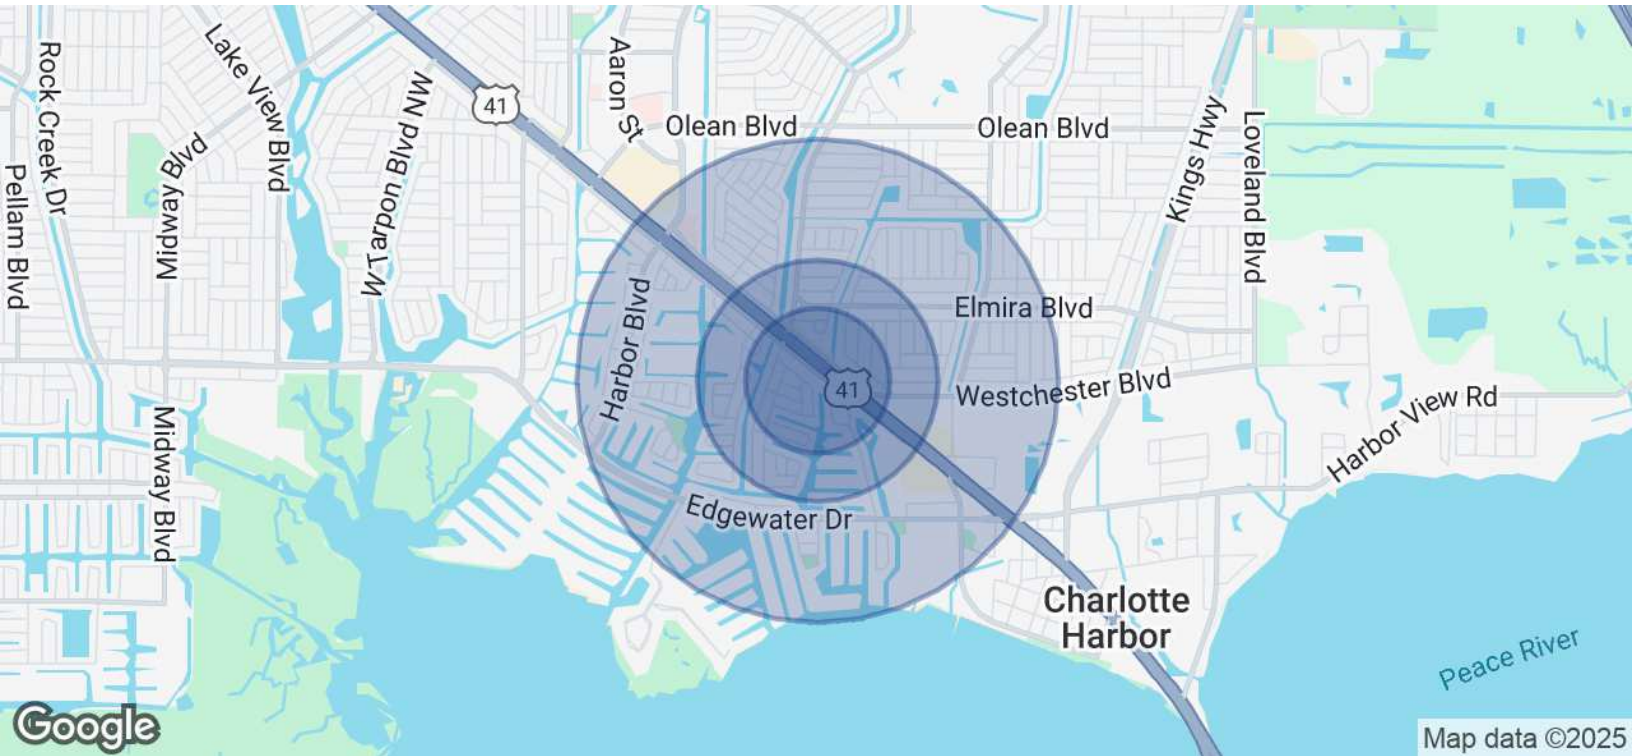 Rock Creek Dr
Lake View Blvd
Aaron St
W Tarpon Blvd NW
41
Olean Blvd
Olean Blvd
Kings Hwy
Loveland Blvd
Midway Blvd
Pellam Blvd
Harbor Blvd
Elmira Blvd
41
Westchester Blvd
Harbor View Rd
Midway Blvd
Edgewater Dr
Charlotte
Harbor
Peace River
Google
Map data ©2025